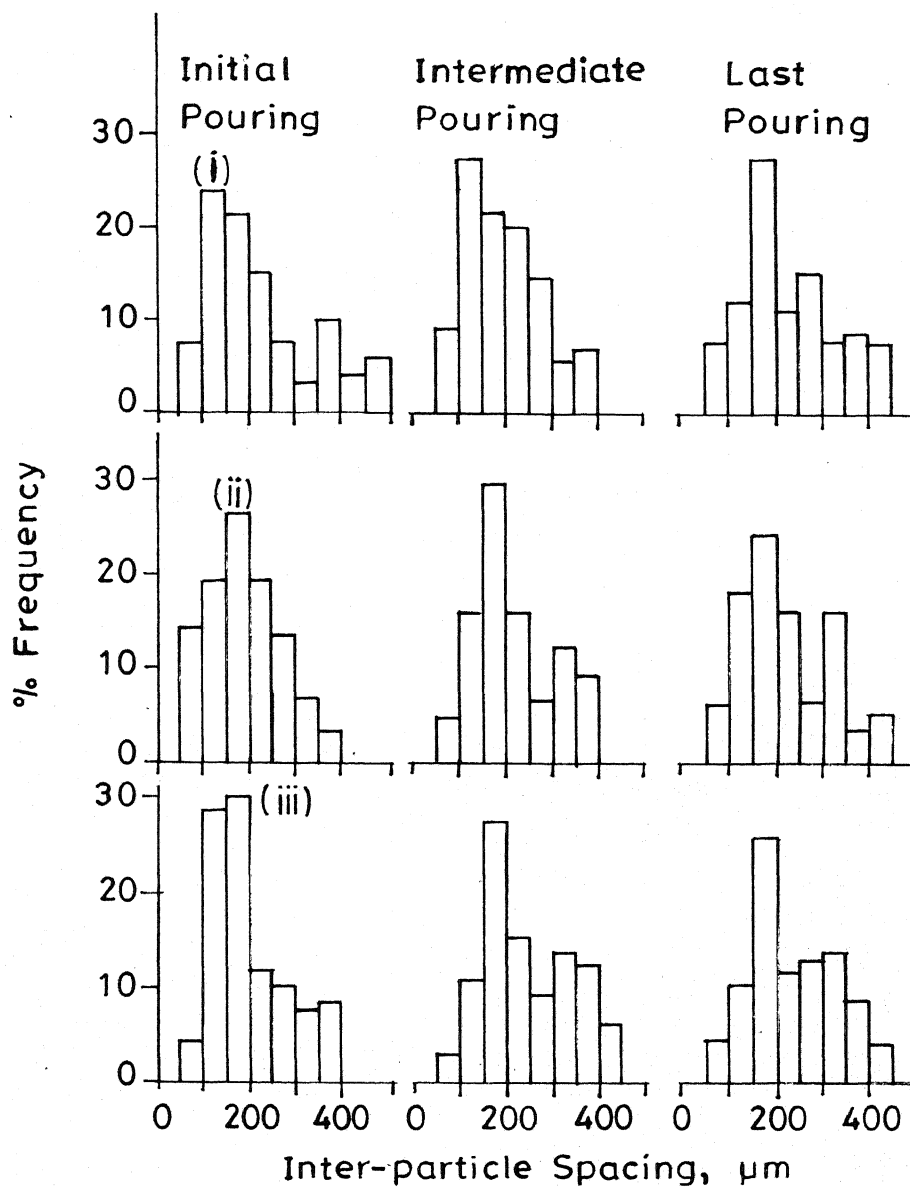 Initial
Pouring
Intermediate
Pouring
Last
Pouring
30
(i)
20
10
0
30
(ii)
20
10
0
30
(iii)
20
10
0
% Frequency
0 200 400 0 200 400 0 200 400
Inter-particle Spacing, μm